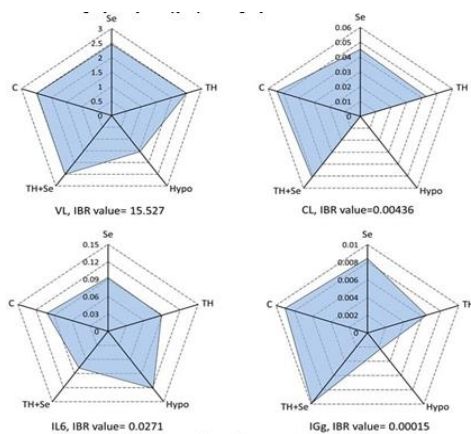 Se
3
2.5
2
1.5
1
0.5
0
C
TH
TH+Se
Hypo
VL, IBR value= 15.527
Se
0.06
0.05
0.04
0.03
0.02
0.01
0
C
TH
TH+Se
Hypo
CL, IBR value=0.00436
Se
0.15
0.12
0.09
0.06
0.03
0
C
TH
TH+Se
Hypo
IL6, IBR value= 0.0271
Se
0.01
0.008
0.006
0.004
0.002
0
C
TH
TH+Se
Hypo
IGg, IBR value= 0.00015